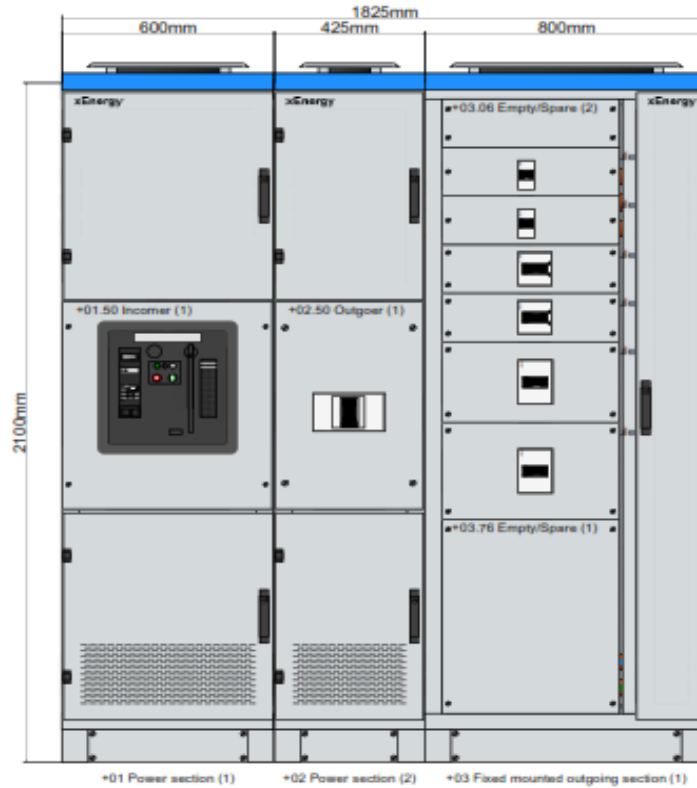 1825mm
600mm 425mm 800mm
xEnergy xEnergy xEnergy
+03.06 Empty/Spare (2)
+01.50 Incomer (1) +02.50 Outgoer (1)
2100mm
+03.76 Empty/Spare (1)
+01 Power section (1) +02 Power section (2) +03 Fixed mounted outgoing section (1)